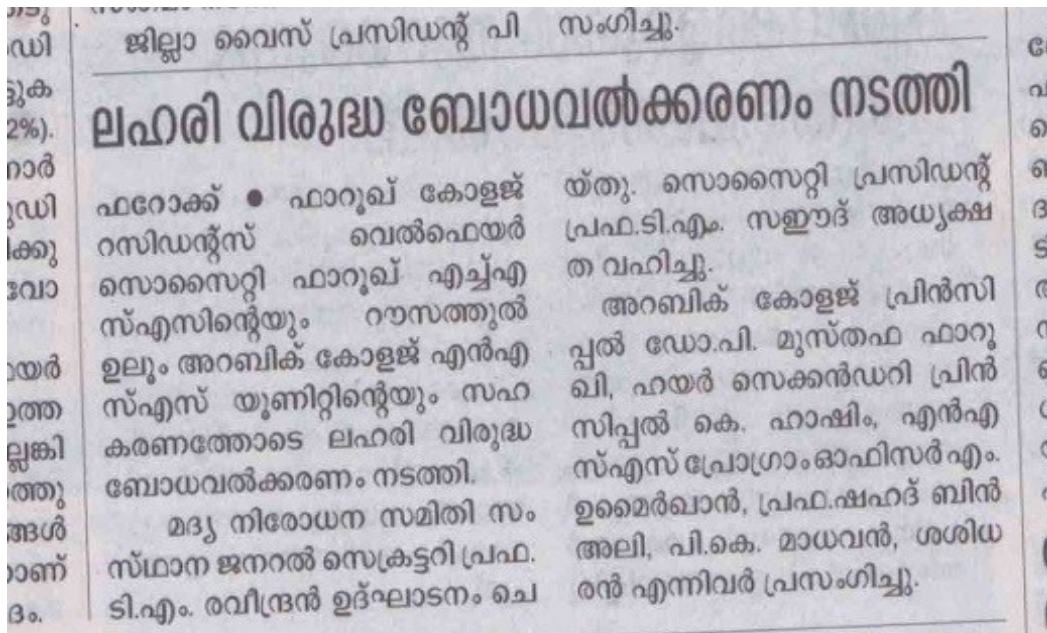 ജില്ലാ വൈസ് പ്രസിഡന്റ് പി
സംഗിച്ചു.
ലഹരി വിരുദ്ധ ബോധവൽക്കരണം നടത്തി
ഫറോക്ക് ● ഫാറൂഖ് കോളജ്
റസിഡന്റ്സ് വെൽഫെയർ
സൊസൈറ്റി ഫാറൂഖ് എച്ച്എ
സ്എസിന്റെയും റൗസത്തുൽ
ഉലൂം അറബിക് കോളജ് എൻഎ
സ്എസ് യൂണിറ്റിന്റെയും സഹ
കരണത്തോടെ ലഹരി വിരുദ്ധ
ബോധവൽക്കരണം നടത്തി.
മദ്യ നിരോധന സമിതി സം
സ്ഥാന ജനറൽ സെക്രട്ടറി പ്രഫ.
ടി.എം. രവീന്ദ്രൻ ഉദ്ഘാടനം ചെ
യ്തു. സൊസൈറ്റി പ്രസിഡന്റ്
പ്രഫ.ടി.എം. സഈദ് അധ്യക്ഷ
ത വഹിച്ചു.
അറബിക് കോളജ് പ്രിൻസി
പ്പൽ ഡോ.പി. മുസ്തഫ ഫാറൂ
ഖി, ഹയർ സെക്കൻഡറി പ്രിൻ
സിപ്പൽ കെ. ഹാഷിം, എൻഎ
സ്എസ് പ്രോഗ്രാം ഓഫിസർ എം.
ഉമൈർഖാൻ, പ്രഫ.ഷഹദ് ബിൻ
അലി, പി.കെ. മാധവൻ, ശശിധ
രൻ എന്നിവർ പ്രസംഗിച്ചു.